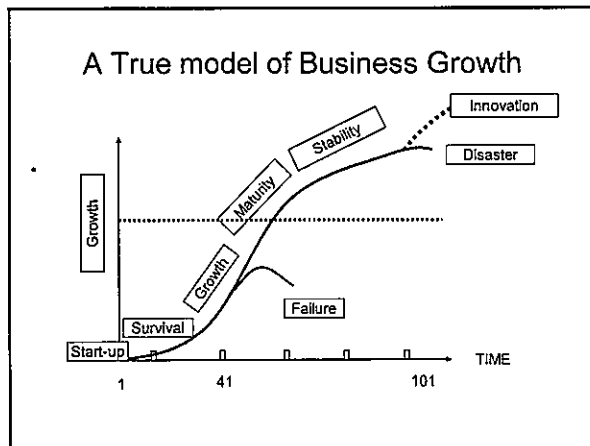 A True model of Business Growth
Innovation
Stability
Disaster
Maturity
Growth
Growth
Failure
Survival
Start-up
TIME
1
41
101